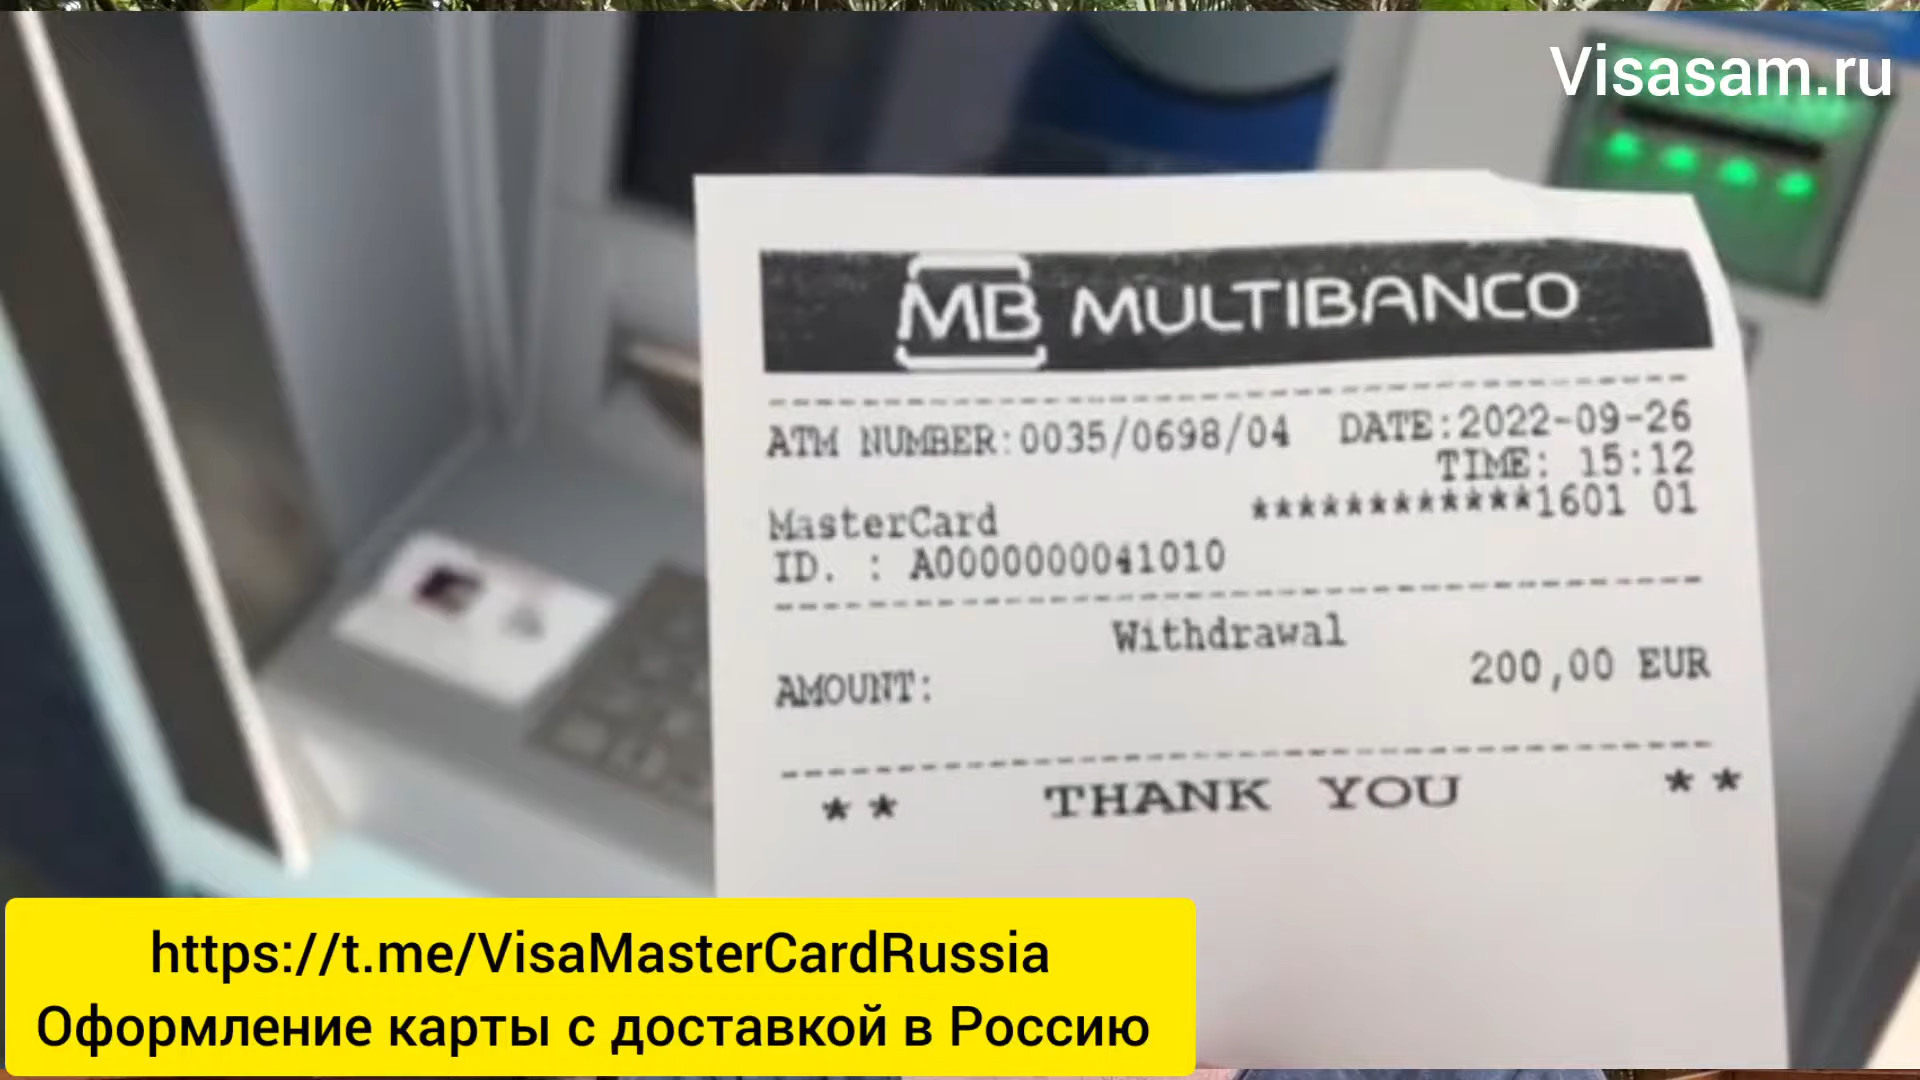 Visasam.ru
MB MULTIBANCO
ATM NUMBER:0035/0698/04 DATE:2022-09-26
TIME: 15:12
MasterCard ************1601 01
ID. : A0000000041010
Withdrawal
AMOUNT: 200,00 EUR
** THANK YOU **
https://t.me/VisaMasterCardRussia
Оформление карты с доставкой в Россию